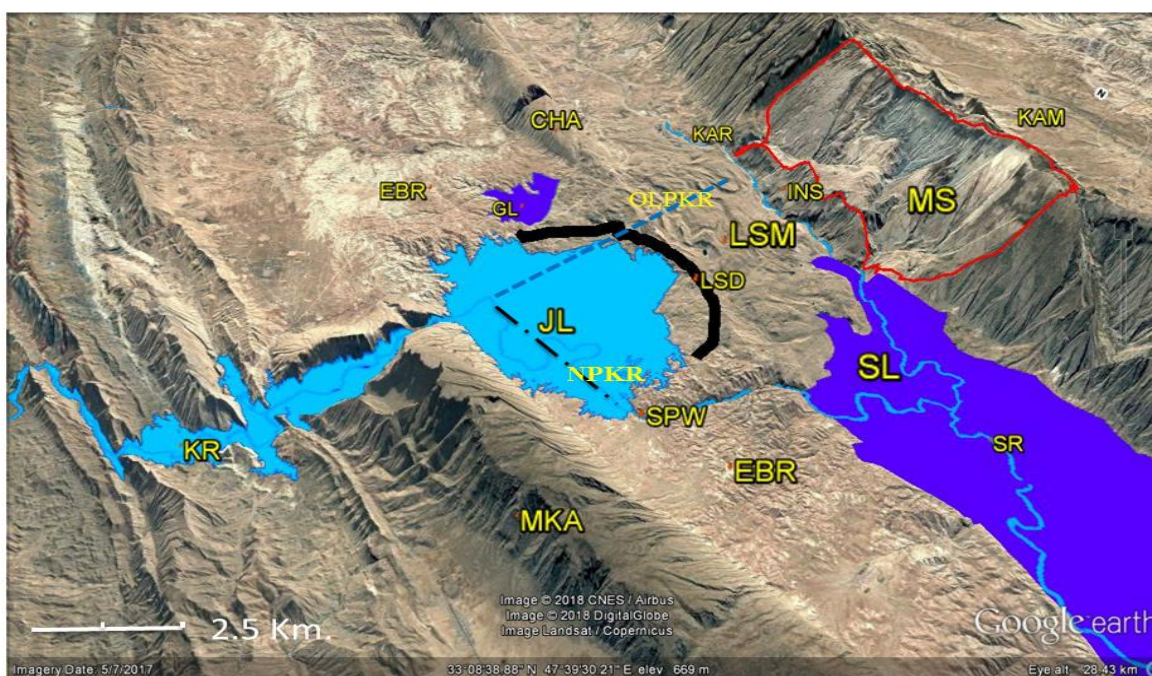 KAM
CHA
KAR
EBR
GL
OLPKR
INS
MS
LSM
LSD
JL
SL
NPKR
SPW
SR
KR
EBR
MKA
N
2.5 Km.
Image © 2018 CNES / Airbus
Image © 2018 DigitalGlobe
Image Landsat / Copernicus
Google earth
Imagery Date: 5/7/2017 33°08'38.88" N 47°39'30.21" E elev 669 m Eye alt 28.43 km